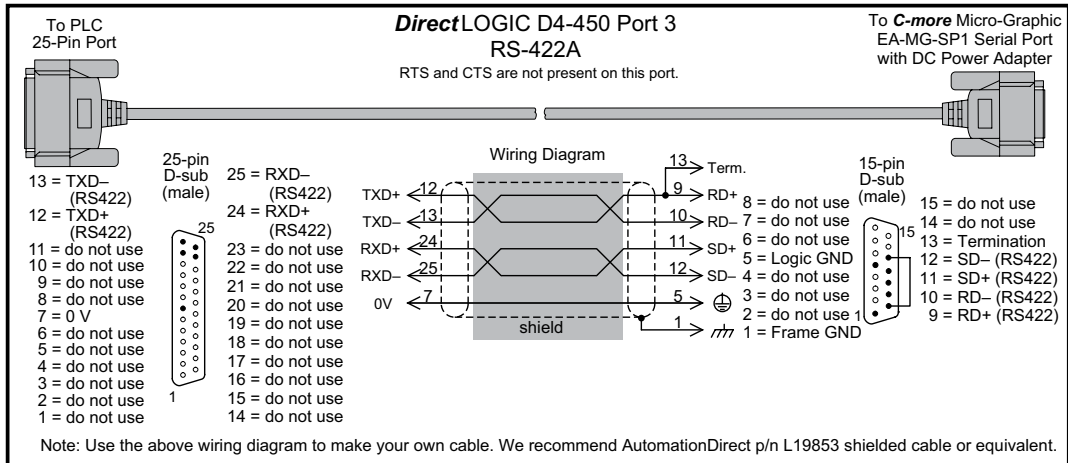 To PLC
25-Pin Port
DirectLOGIC D4-450 Port 3
RS-422A
RTS and CTS are not present on this port.
To C-more Micro-Graphic
EA-MG-SP1 Serial Port
with DC Power Adapter
13 = TXD–
(RS422)
12 = TXD+
(RS422)
11 = do not use
10 = do not use
9 = do not use
8 = do not use
7 = 0 V
6 = do not use
5 = do not use
4 = do not use
3 = do not use
2 = do not use
1 = do not use
25-pin
D-sub
(male)
25
1
25 = RXD–
(RS422)
24 = RXD+
(RS422)
23 = do not use
22 = do not use
21 = do not use
20 = do not use
19 = do not use
18 = do not use
17 = do not use
16 = do not use
15 = do not use
14 = do not use
Wiring Diagram
13 Term.
TXD+ 12 9 RD+
TXD– 13 10 RD–
RXD+ 24 11 SD+
RXD– 25 12 SD–
0V 7 5
shield 1
8 = do not use
7 = do not use
6 = do not use
5 = Logic GND
4 = do not use
3 = do not use
2 = do not use
1 = Frame GND
15-pin
D-sub
(male)
15
1
15 = do not use
14 = do not use
13 = Termination
12 = SD– (RS422)
11 = SD+ (RS422)
10 = RD– (RS422)
9 = RD+ (RS422)
Note: Use the above wiring diagram to make your own cable. We recommend AutomationDirect p/n L19853 shielded cable or equivalent.